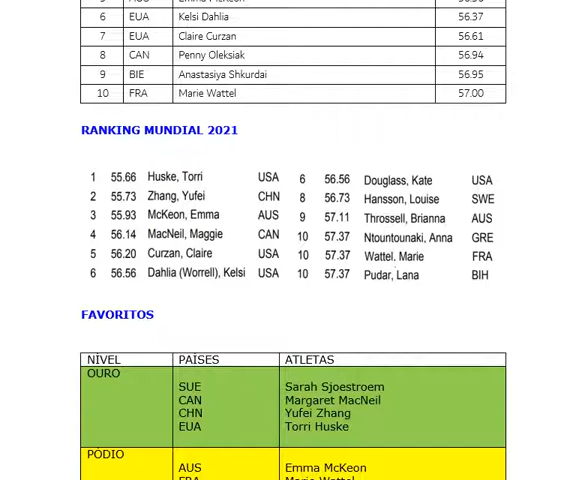 6 EUA Kelsi Dahlia 56.37
7 EUA Claire Curzan 56.61
8 CAN Penny Oleksiak 56.94
9 BIE Anastasiya Shkurdai 56.95
10 FRA Marie Wattel 57.00
RANKING MUNDIAL 2021
1 55.66 Huske, Torri USA 6 56.56 Douglass, Kate USA
2 55.73 Zhang, Yufei CHN 8 56.73 Hansson, Louise SWE
3 55.93 McKeon, Emma AUS 9 57.11 Throssell, Brianna AUS
4 56.14 MacNeil, Maggie CAN 10 57.37 Ntountounaki, Anna GRE
5 56.20 Curzan, Claire USA 10 57.37 Wattel, Marie FRA
6 56.56 Dahlia (Worrell), Kelsi USA 10 57.37 Pudar, Lana BIH
FAVORITOS
NÍVEL PAÍSES ATLETAS
OURO
SUE Sarah Sjoestroem
CAN Margaret MacNeil
CHN Yufei Zhang
EUA Torri Huske
PÓDIO
AUS Emma McKeon